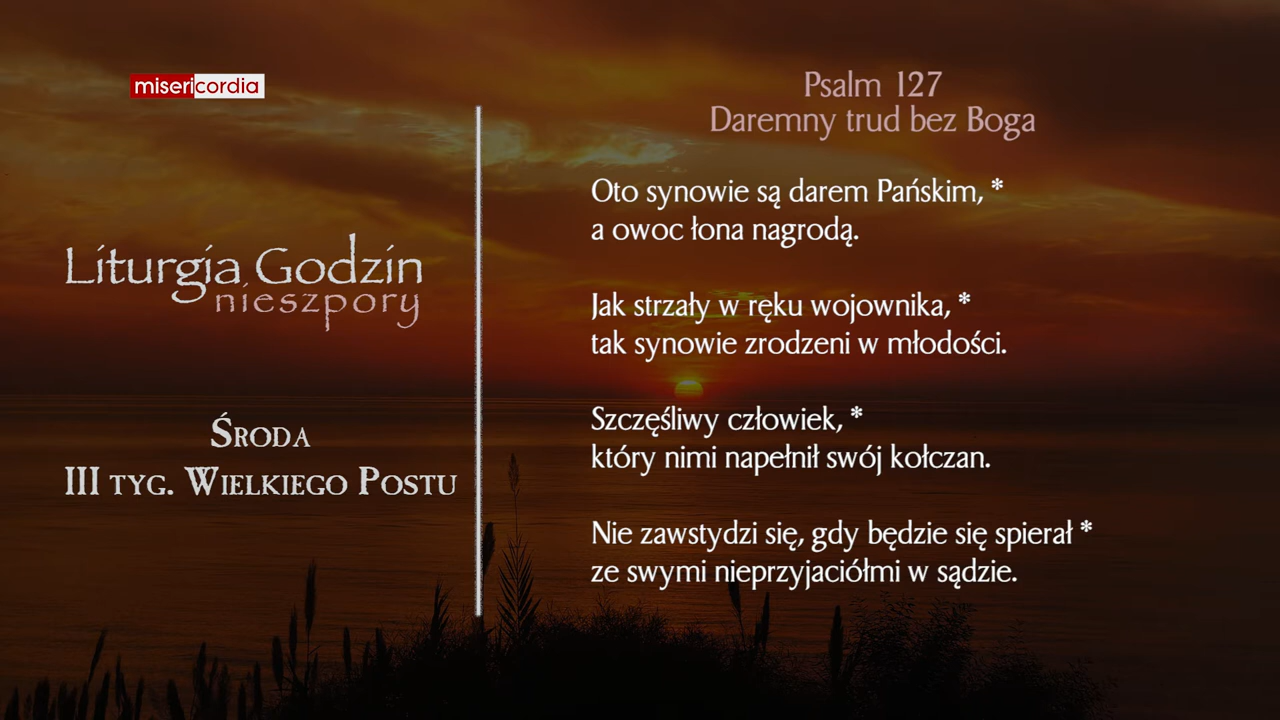 misericordia
Liturgia Godzin
nieszpory
Środa
III tyg. Wielkiego Postu
Psalm 127
Daremny trud bez Boga
Oto synowie są darem Pańskim, *
a owoc łona nagrodą.
Jak strzały w ręku wojownika, *
tak synowie zrodzeni w młodości.
Szczęśliwy człowiek, *
który nimi napełnił swój kołczan.
Nie zawstydzi się, gdy będzie się spierał *
ze swymi nieprzyjaciółmi w sądzie.